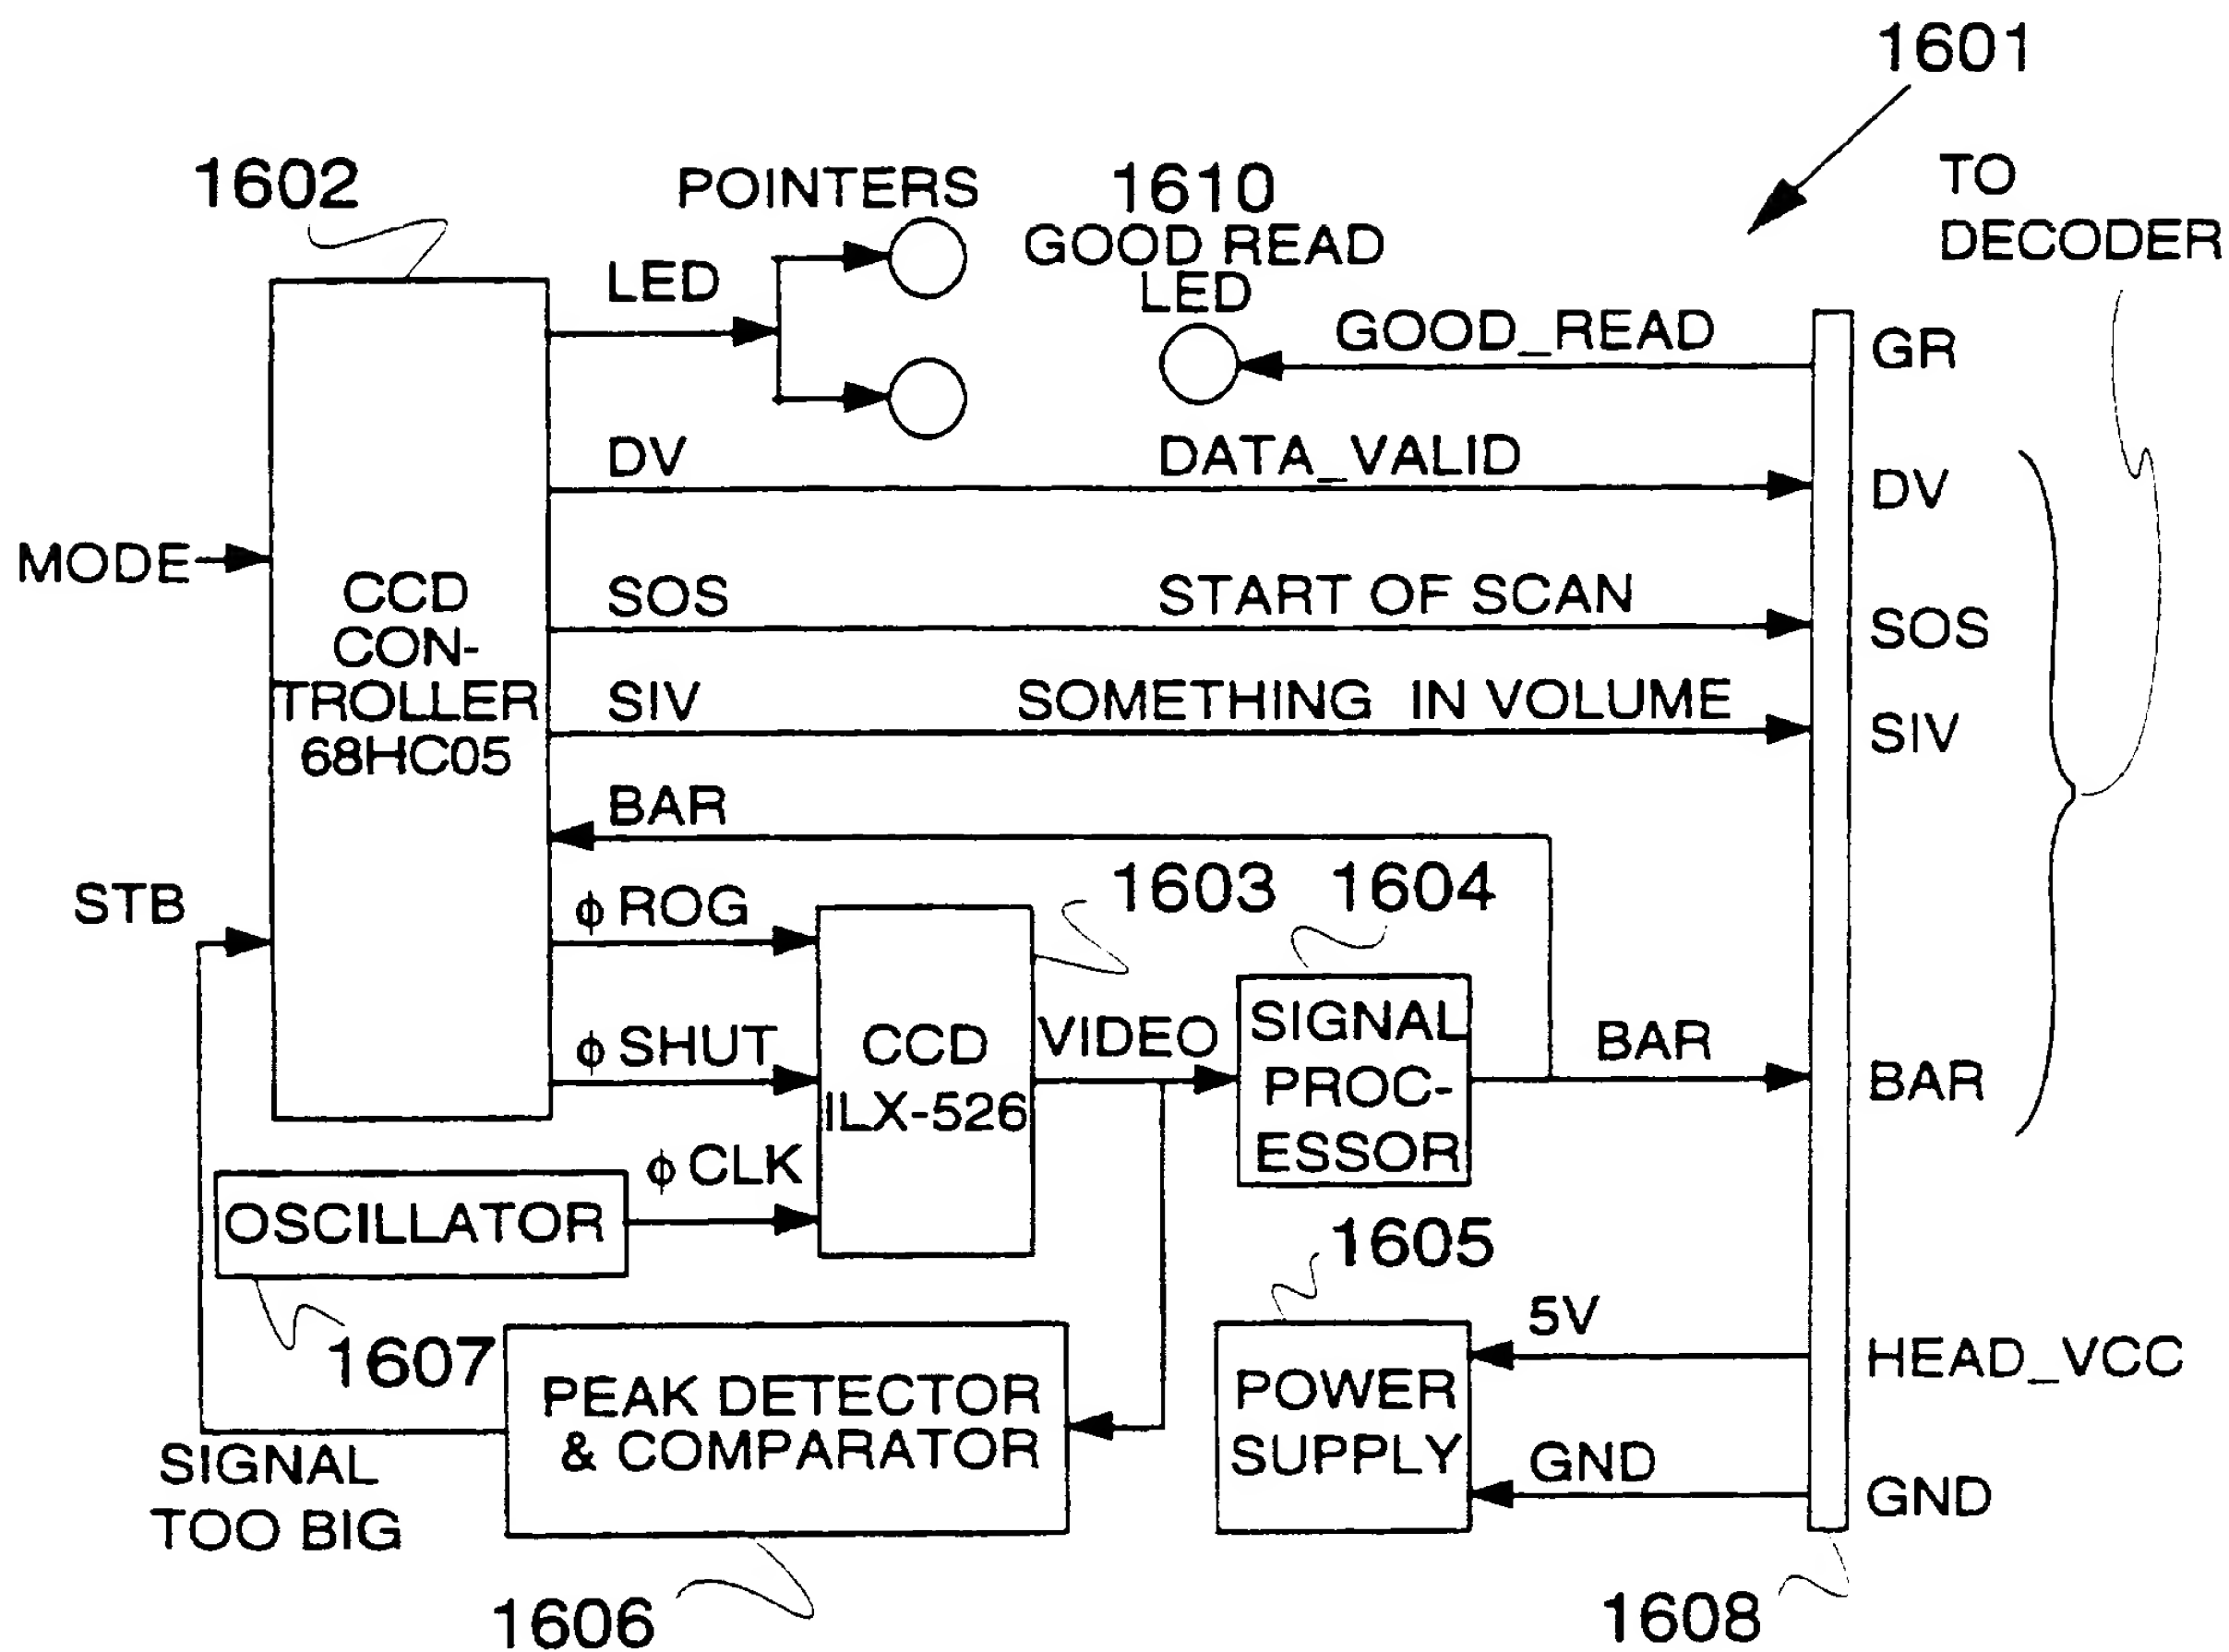 1601
1602
POINTERS
1610
GOOD READ
LED
TO
DECODER
LED
GOOD_READ
GR
DV
DATA_VALID
DV
MODE
CCD
CON-
TROLLER
68HC05
SOS
START OF SCAN
SOS
SIV
SOMETHING IN VOLUME
SIV
BAR
STB
ϕ ROG
1603
1604
ϕ SHUT
CCD
ILX-526
VIDEO
SIGNAL
PROC-
ESSOR
BAR
BAR
ϕ CLK
OSCILLATOR
1607
1605
5V
HEAD_VCC
POWER
SUPPLY
GND
GND
PEAK DETECTOR
& COMPARATOR
SIGNAL
TOO BIG
1606
1608